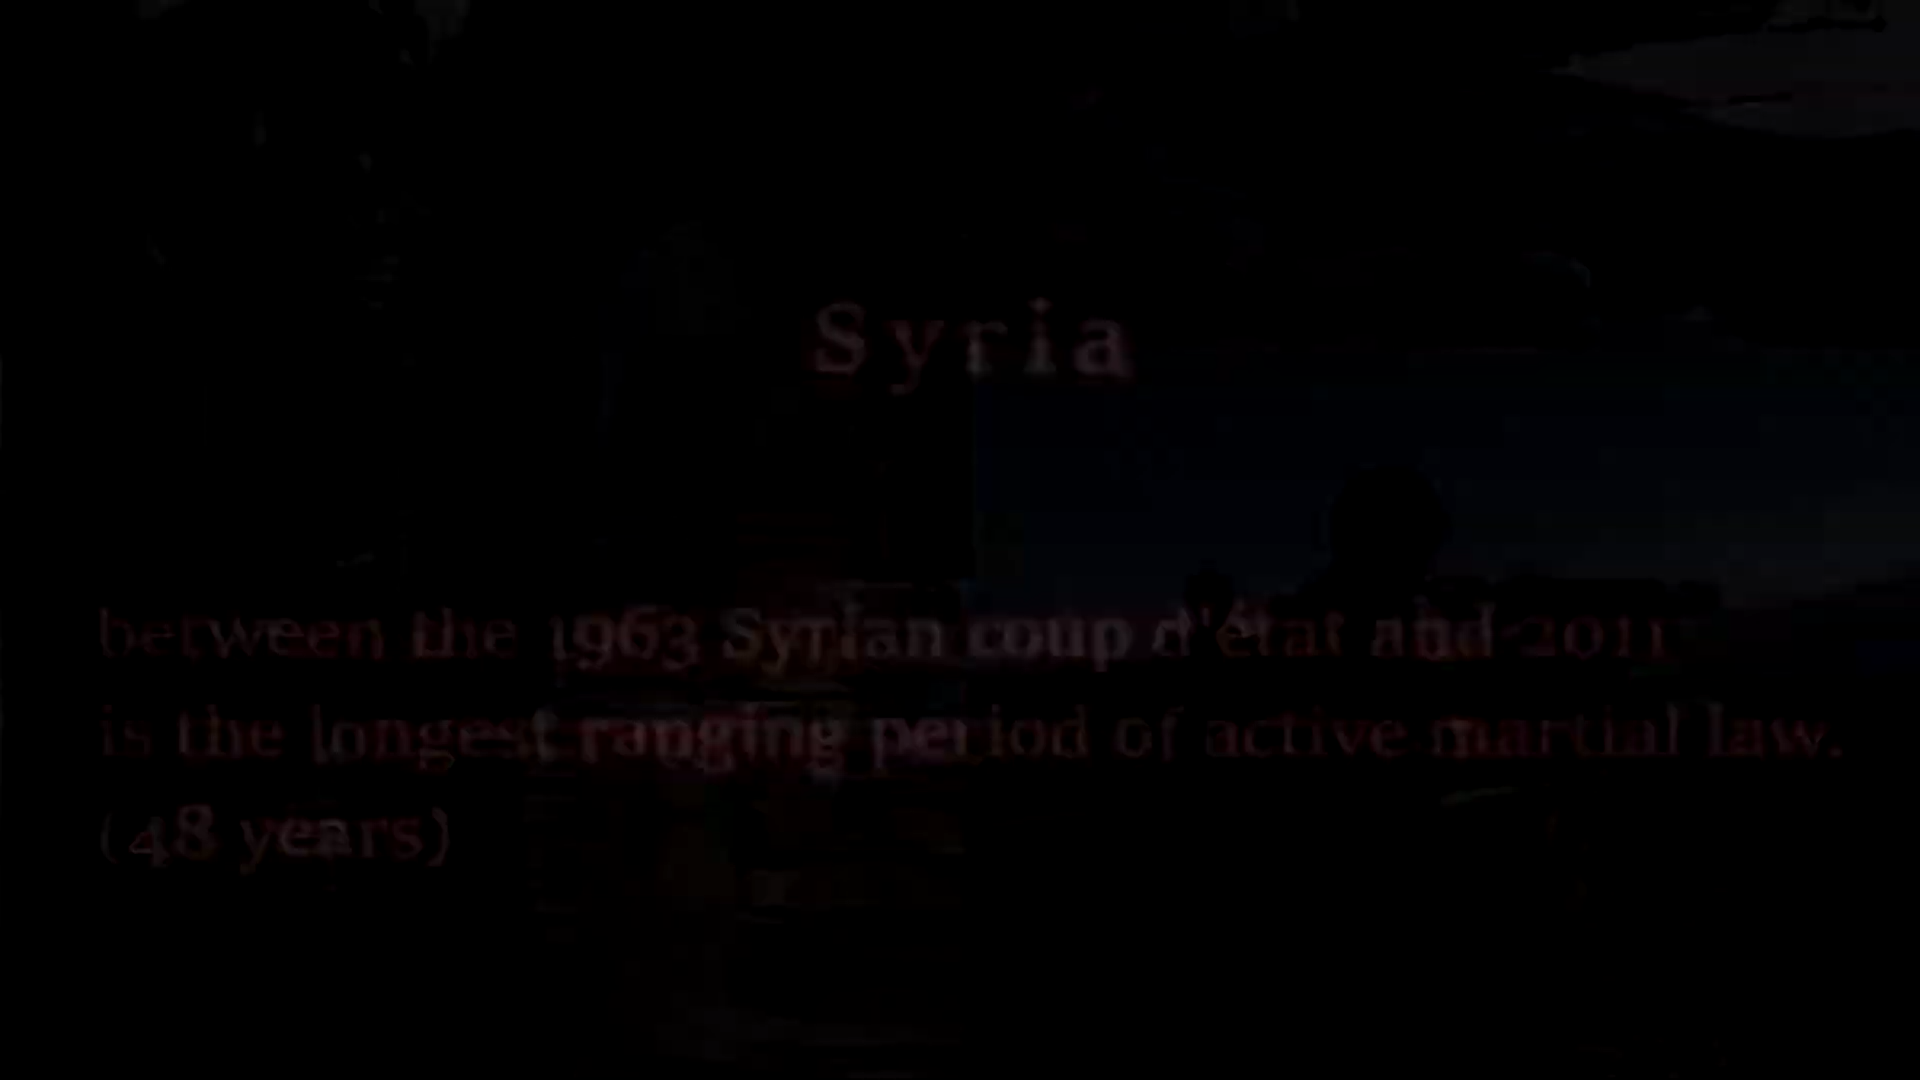 Syria
between the 1963 Syrian coup d'état and 2011
is the longest ranging period of active martial law.
(48 years)